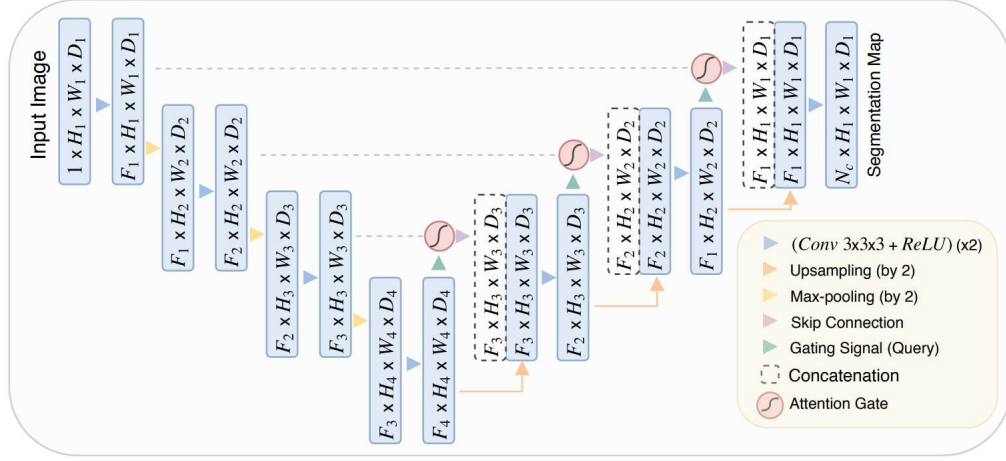 Input Image
1 x H₁ x W₁ x D₁
F₁ x H₁ x W₁ x D₁
F₁ x H₂ x W₂ x D₂
F₂ x H₂ x W₂ x D₂
F₂ x H₃ x W₃ x D₃
F₃ x H₃ x W₃ x D₃
F₃ x H₄ x W₄ x D₄
F₄ x H₄ x W₄ x D₄
F₃ x H₃ x W₃ x D₃
F₃ x H₃ x W₃ x D₃
F₂ x H₃ x W₃ x D₃
F₂ x H₂ x W₂ x D₂
F₂ x H₂ x W₂ x D₂
F₁ x H₂ x W₂ x D₂
F₁ x H₁ x W₁ x D₁
F₁ x H₁ x W₁ x D₁
N_c x H₁ x W₁ x D₁
Segmentation Map
(Conv 3x3x3 + ReLU) (x2)
Upsampling (by 2)
Max-pooling (by 2)
Skip Connection
Gating Signal (Query)
Concatenation
Attention Gate